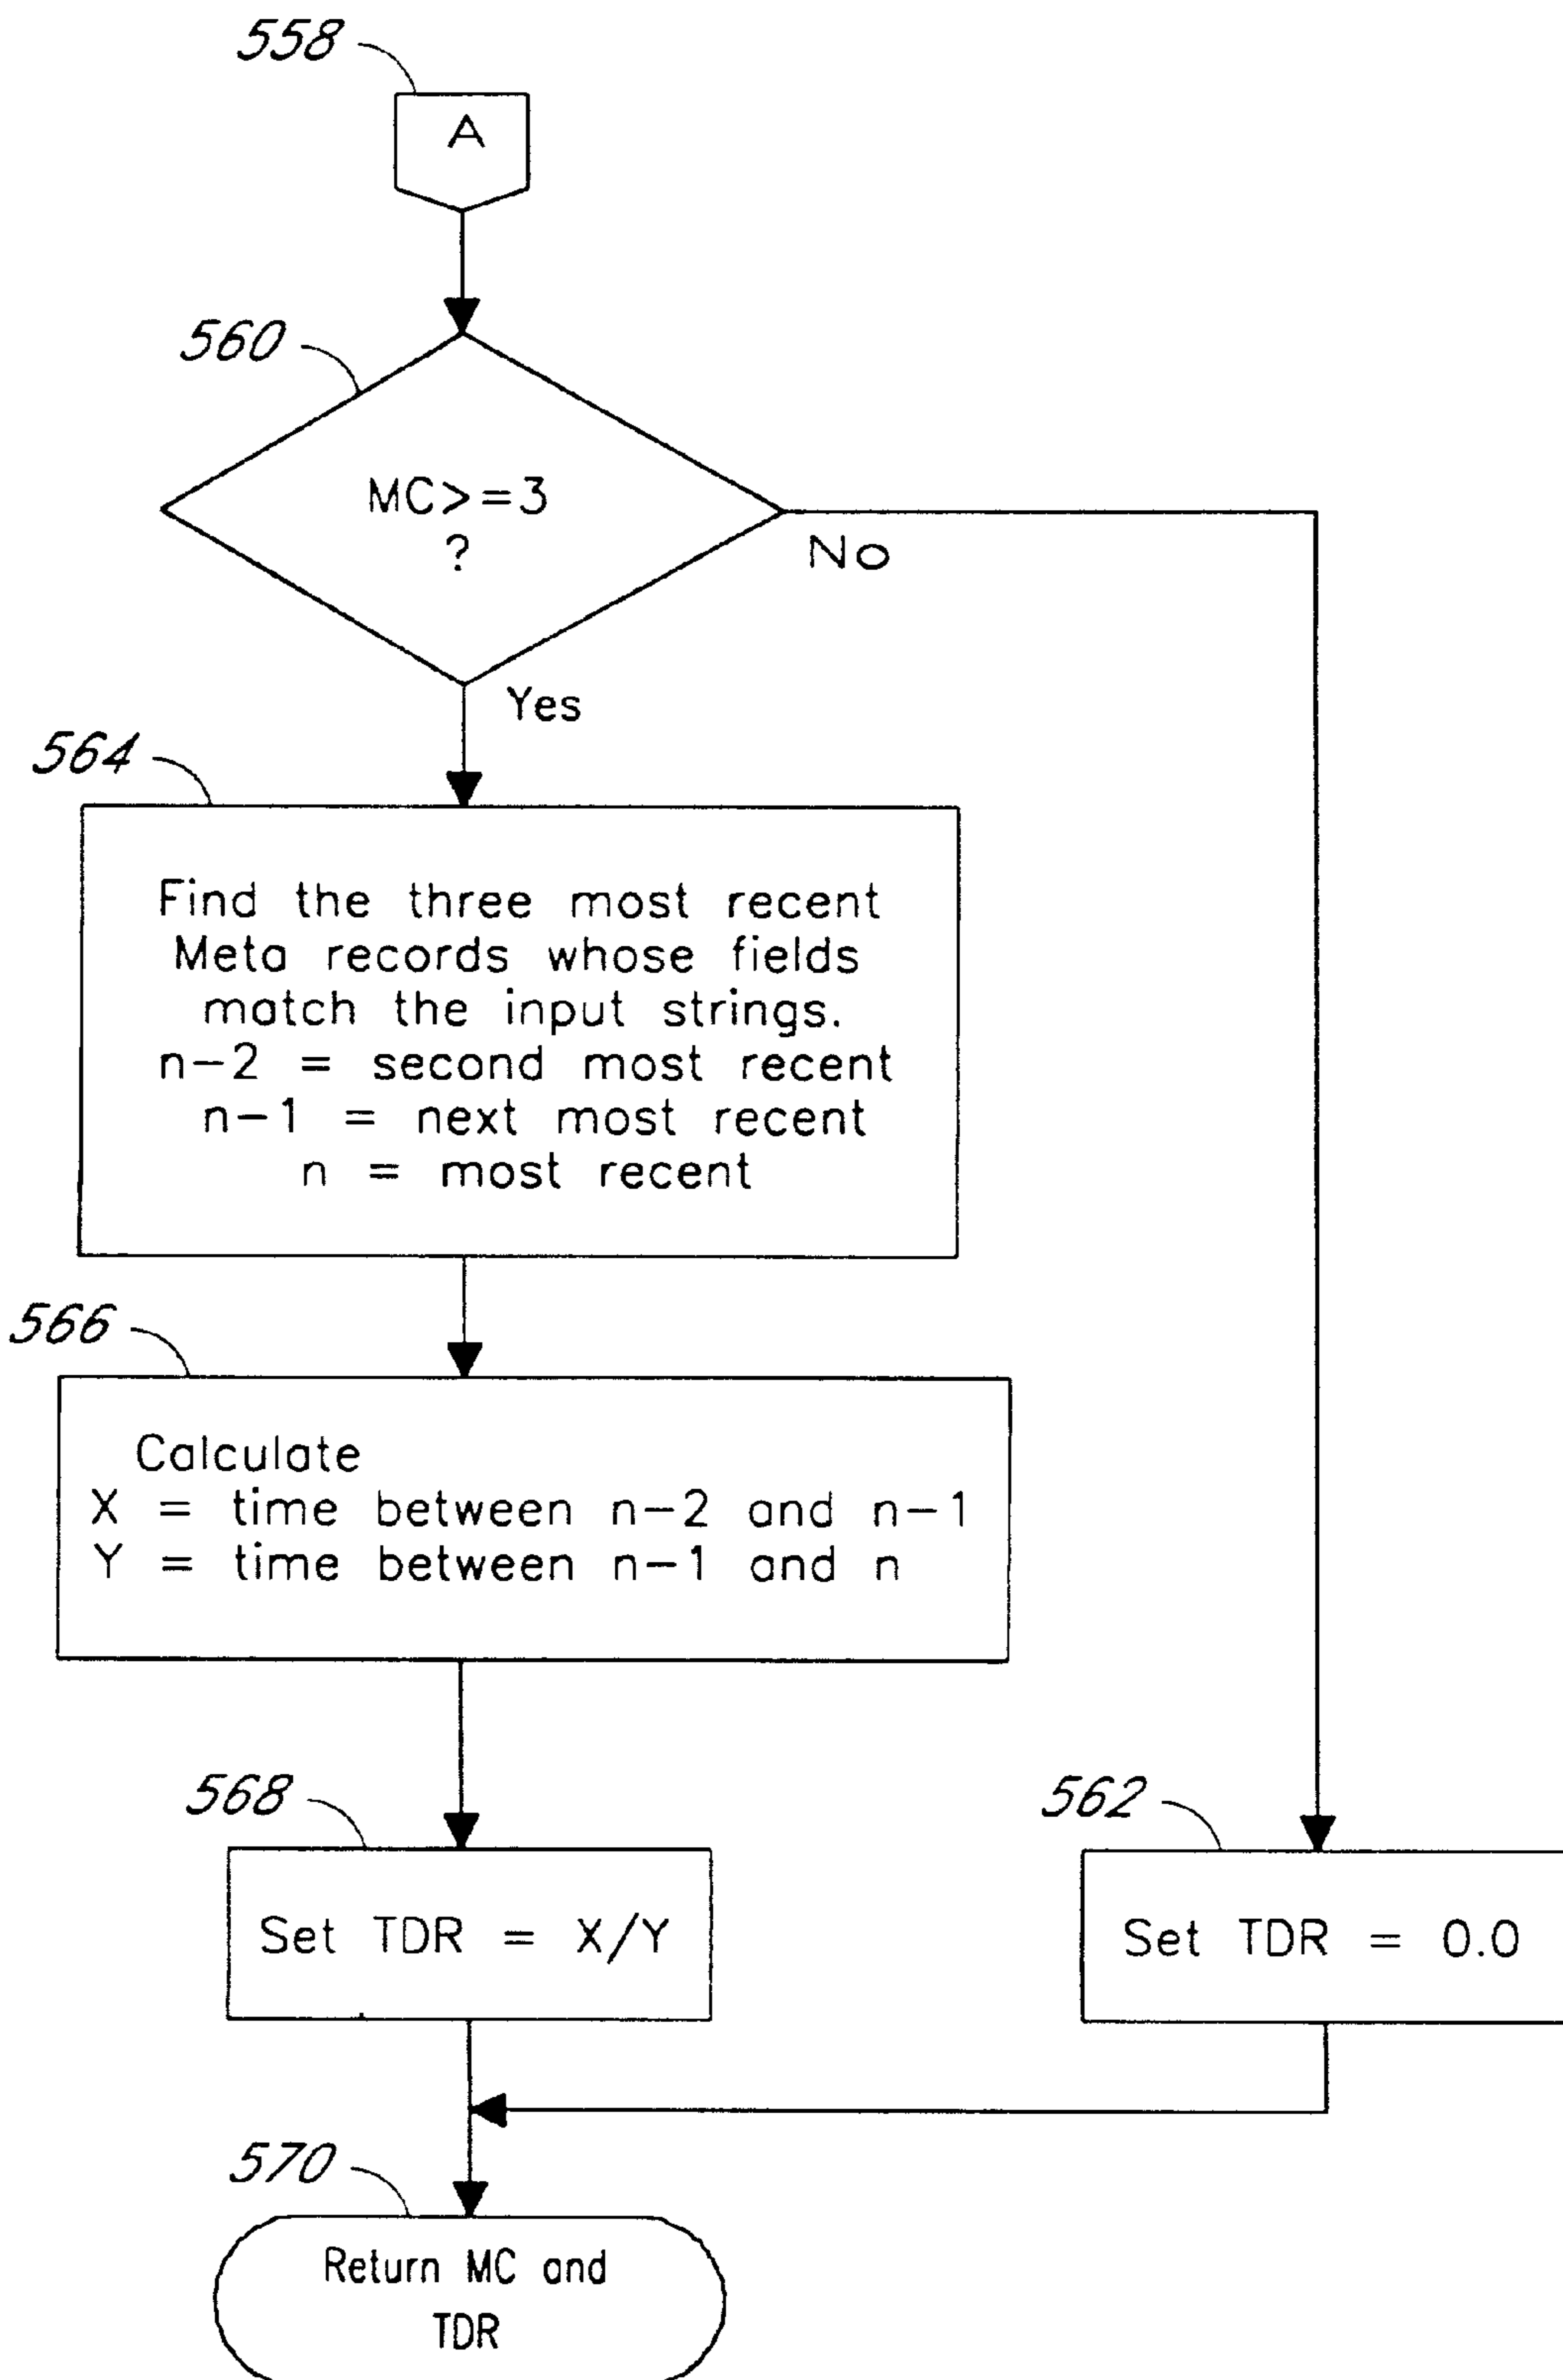 558
A
560
MC>=3
?
No
Yes
564
Find the three most recent
Meta records whose fields
match the input strings.
n-2 = second most recent
n-1 = next most recent
n = most recent
566
Calculate
X = time between n-2 and n-1
Y = time between n-1 and n
568
562
Set TDR = X/Y
Set TDR = 0.0
570
Return MC and
TDR